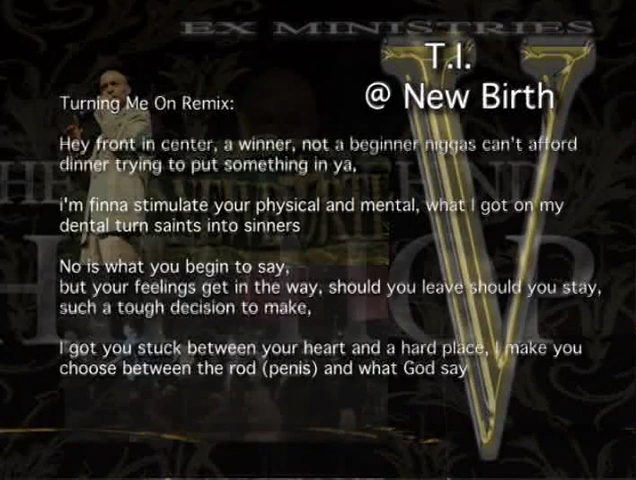 EX MINISTRIES
T.I.
@ New Birth
Turning Me On Remix:
Hey front in center, a winner, not a beginner niggas can't afford
dinner trying to put something in ya,
i'm finna stimulate your physical and mental, what I got on my
dental turn saints into sinners
No is what you begin to say,
but your feelings get in the way, should you leave should you stay,
such a tough decision to make,
I got you stuck between your heart and a hard place, I make you
choose between the rod (penis) and what God say